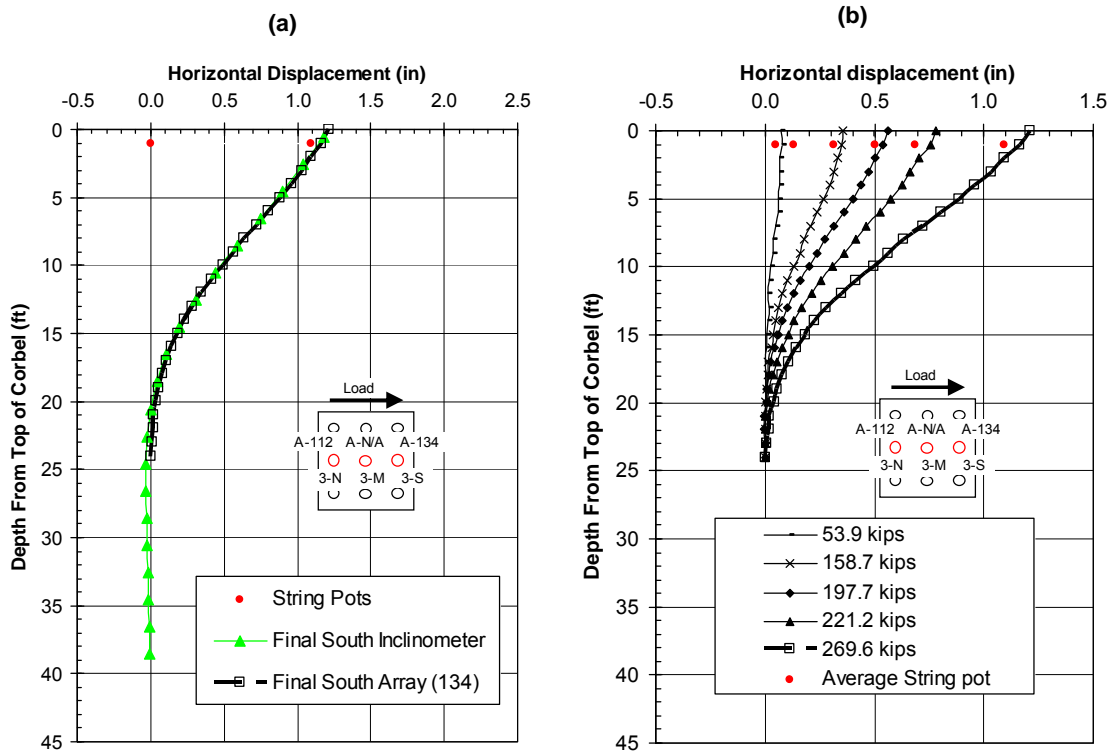 (a)
Horizontal Displacement (in)
-0.5 0.0 0.5 1.0 1.5 2.0 2.5
Depth From Top of Corbel (ft)
0
5
10
15
20
25
30
35
40
45
Load
A-112 A-N/A A-134
3-N 3-M 3-S
String Pots
Final South Inclinometer
Final South Array (134)
(b)
Horizontal displacement (in)
-0.5 0.0 0.5 1.0 1.5
Depth From Top of Corbel (ft)
0
5
10
15
20
25
30
35
40
45
Load
A-112 A-N/A A-134
3-N 3-M 3-S
53.9 kips
158.7 kips
197.7 kips
221.2 kips
269.6 kips
Average String pot